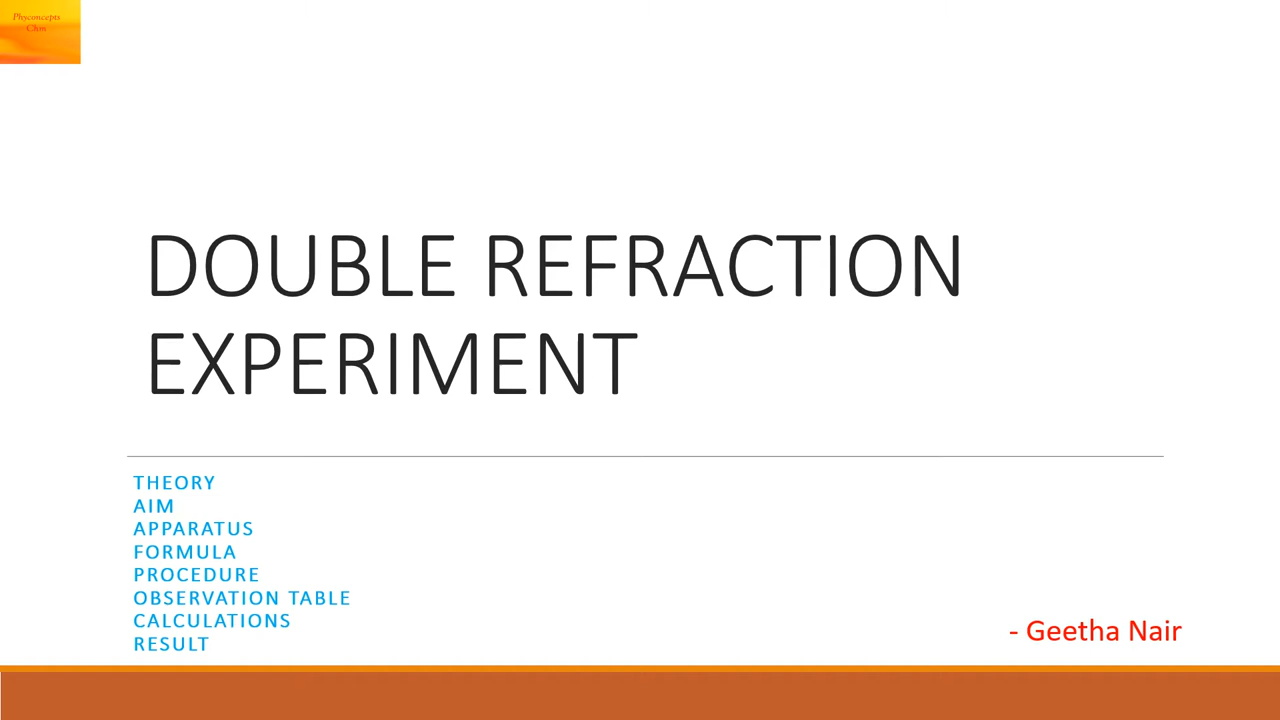 Phyconcepts
Chm
DOUBLE REFRACTION
EXPERIMENT
THEORY
AIM
APPARATUS
FORMULA
PROCEDURE
OBSERVATION TABLE
CALCULATIONS
RESULT
- Geetha Nair